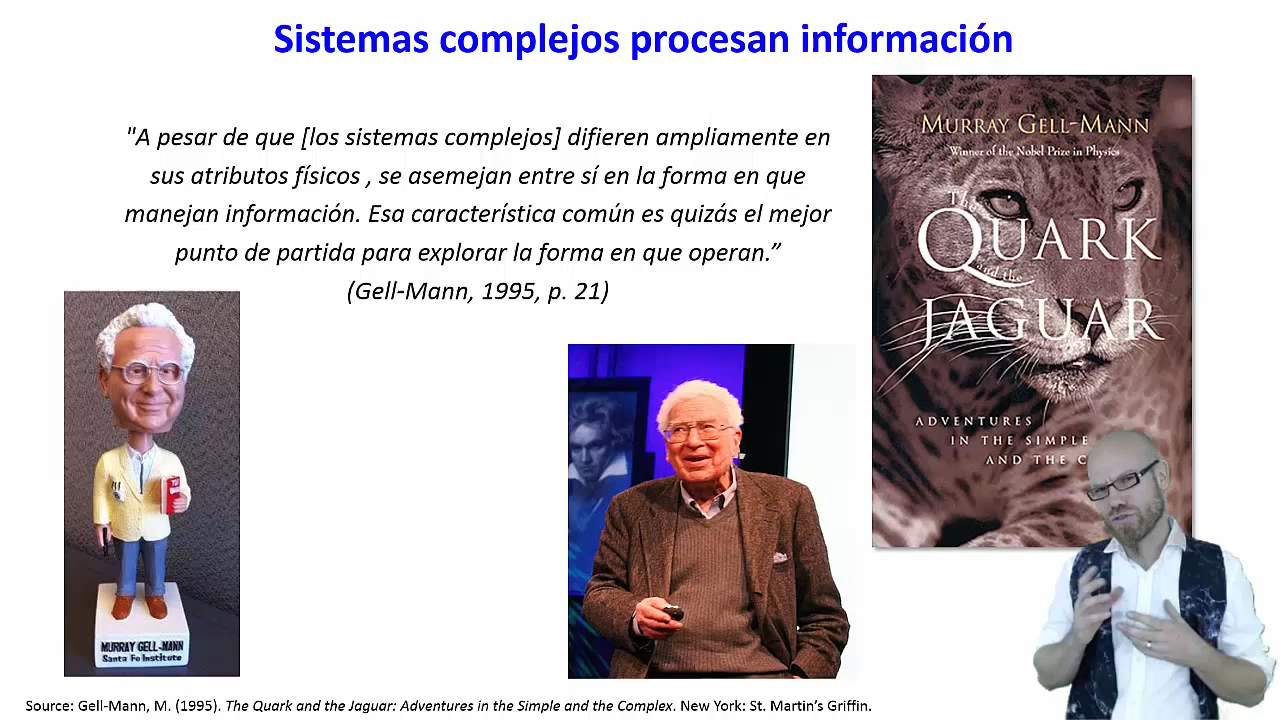 Sistemas complejos procesan información
"A pesar de que [los sistemas complejos] difieren ampliamente en
sus atributos físicos , se asemejan entre sí en la forma en que
manejan información. Esa característica común es quizás el mejor
punto de partida para explorar la forma en que operan.”
(Gell-Mann, 1995, p. 21)
MURRAY GELL-MANN
Winner of the Nobel Prize in Physics
The
QUARK
and the
JAGUAR
ADVENTURES
IN THE SIMPLE
AND THE C
MURRAY GELL-MANN
Santa Fe Institute
Source: Gell-Mann, M. (1995). The Quark and the Jaguar: Adventures in the Simple and the Complex. New York: St. Martin’s Griffin.